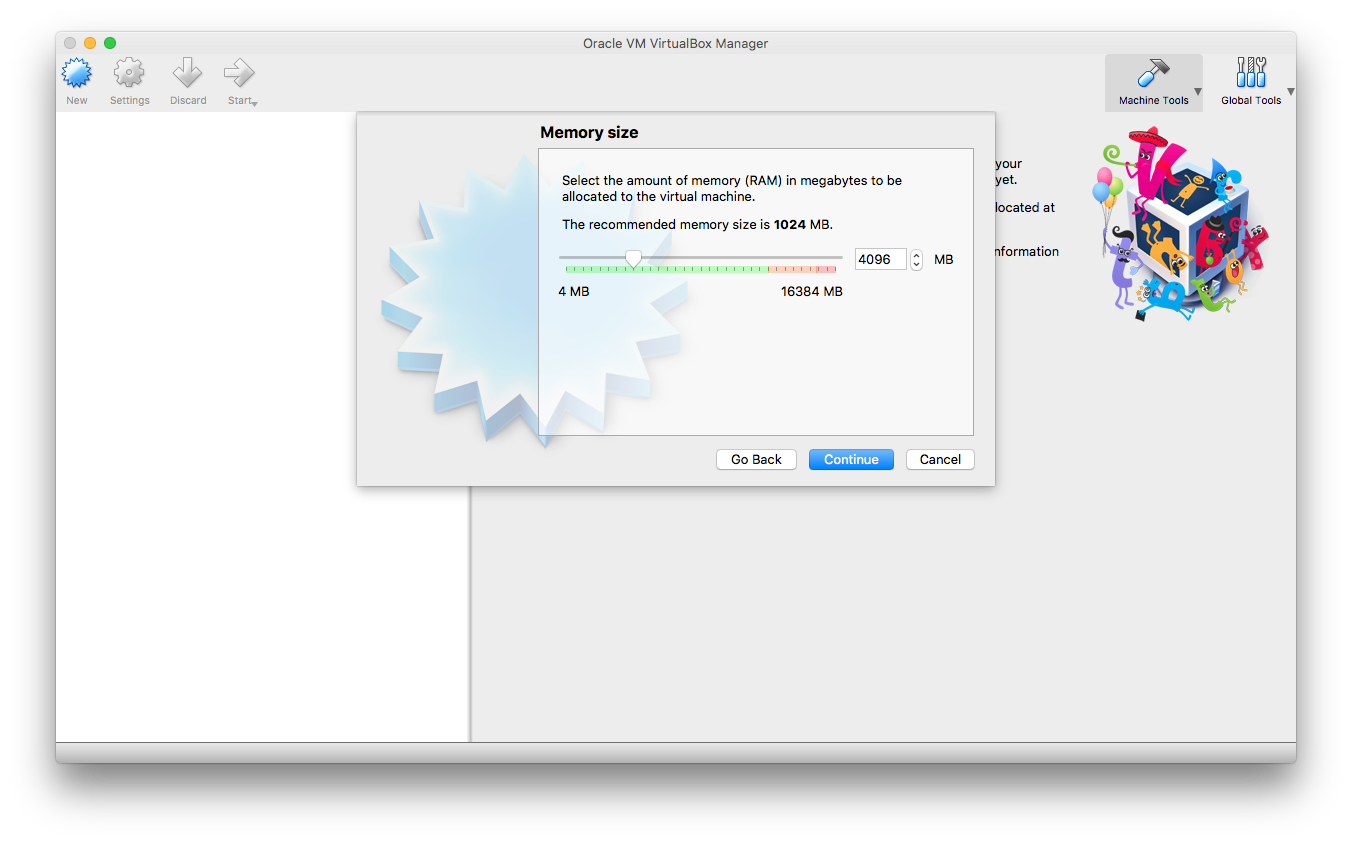 Oracle VM VirtualBox Manager
New
Settings
Discard
Start
Machine Tools
Global Tools
Memory size
Select the amount of memory (RAM) in megabytes to be
allocated to the virtual machine.
The recommended memory size is 1024 MB.
4096 MB
4 MB
16384 MB
Go Back
Continue
Cancel
your
yet.
located at
nformation